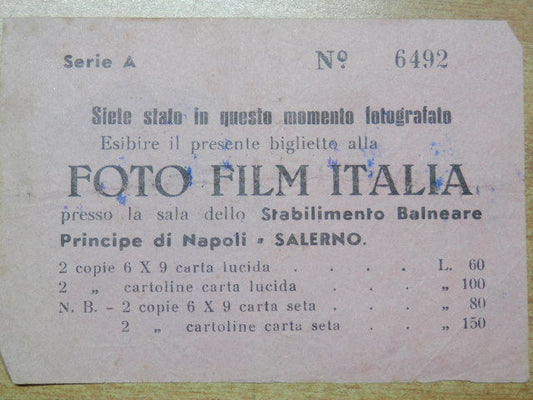 Serie A Nº 6492
Siete stato in questo momento fotografato
Esibire il presente biglietto alla
FOTO FILM ITALIA
presso la sala dello Stabilimento Balneare
Principe di Napoli - SALERNO.
2 copie 6 X 9 carta lucida . . . . L. 60
2 „ cartoline carta lucida . . . „ 100
N. B. - 2 copie 6 X 9 carta seta . . . „ 80
2 „ cartoline carta seta . . . „ 150